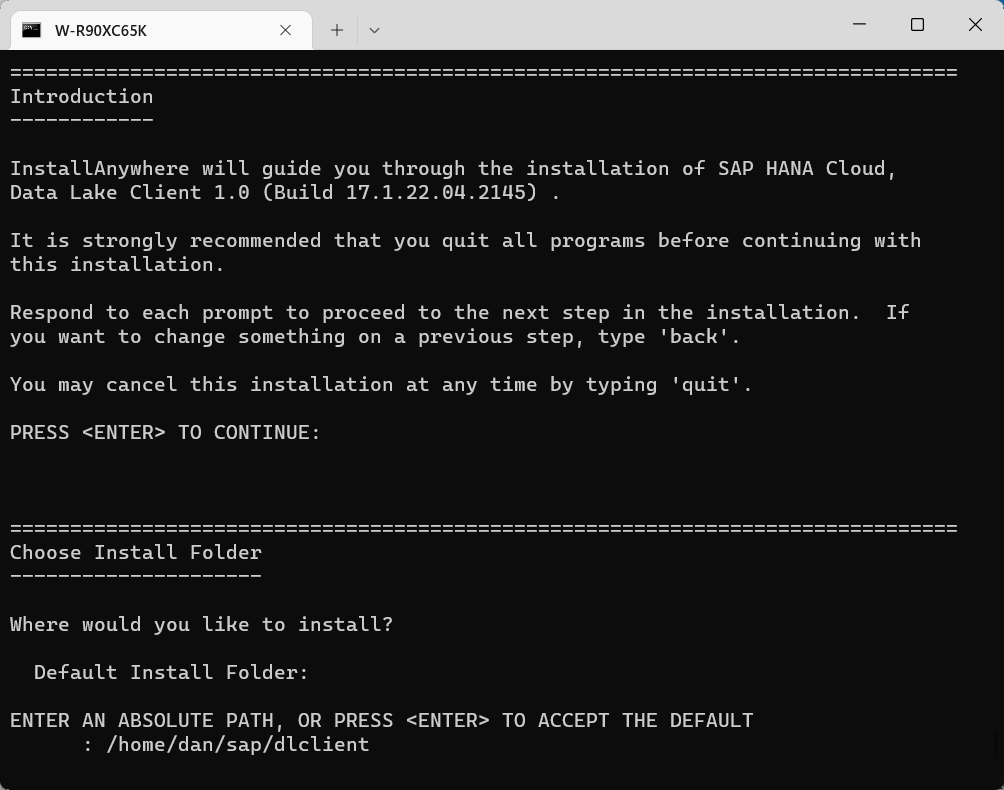 W-R90XC65K
===============================================================================
Introduction
------------
InstallAnywhere will guide you through the installation of SAP HANA Cloud,
Data Lake Client 1.0 (Build 17.1.22.04.2145) .
It is strongly recommended that you quit all programs before continuing with
this installation.
Respond to each prompt to proceed to the next step in the installation.  If
you want to change something on a previous step, type 'back'.
You may cancel this installation at any time by typing 'quit'.
PRESS <ENTER> TO CONTINUE:
===============================================================================
Choose Install Folder
---------------------
Where would you like to install?
  Default Install Folder:
ENTER AN ABSOLUTE PATH, OR PRESS <ENTER> TO ACCEPT THE DEFAULT
      : /home/dan/sap/dlclient